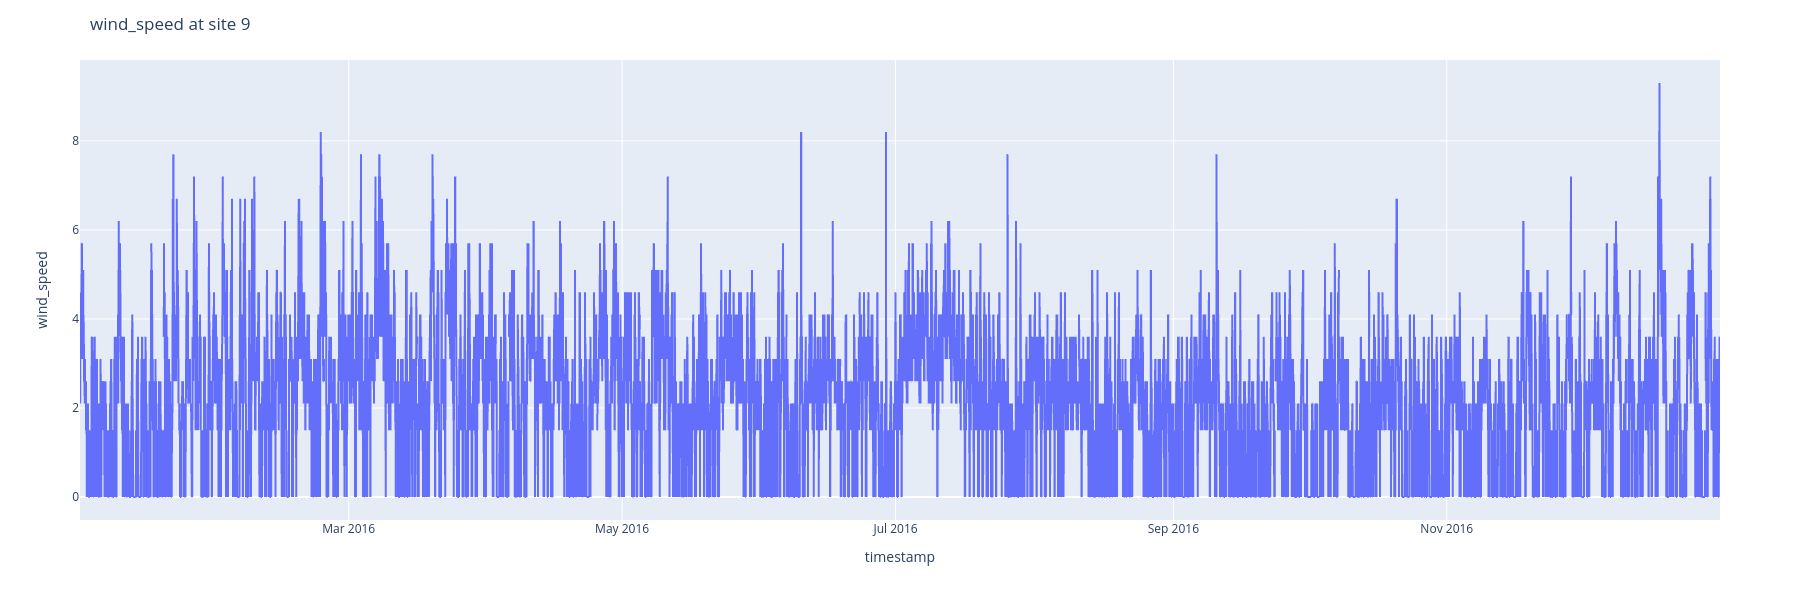 wind_speed at site 9
8
6
4
2
0
wind_speed
Mar 2016
May 2016
Jul 2016
Sep 2016
Nov 2016
timestamp